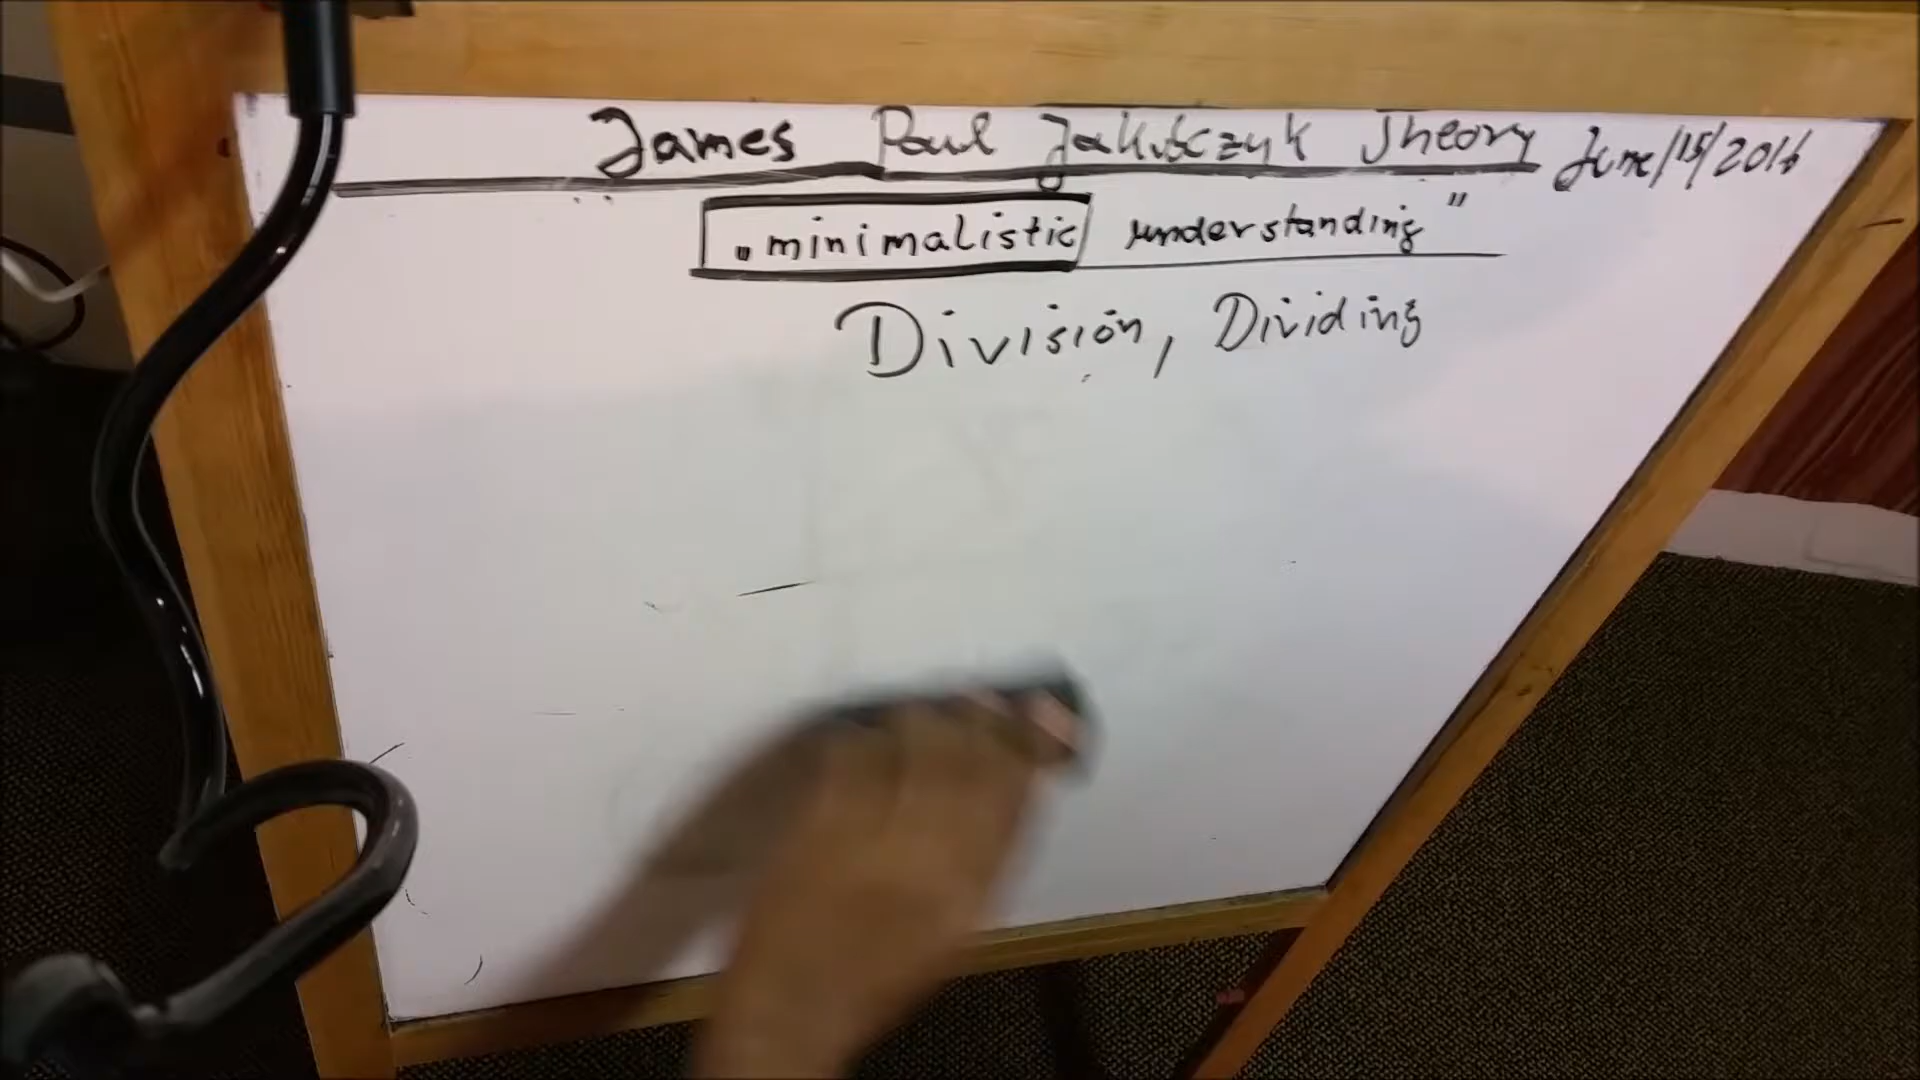 James Paul Jakubczyk Theory June/15/2016
„minimalistic understanding"
Division, Dividing